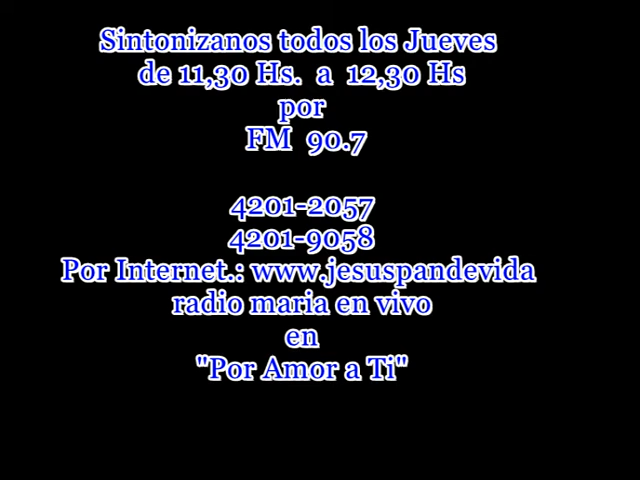 Sintonizanos todos los Jueves
de 11,30 Hs. a 12,30 Hs
por
FM 90.7
4201-2057
4201-9058
Por Internet.: www.jesuspandevida
radio maria en vivo
en
"Por Amor a Ti"